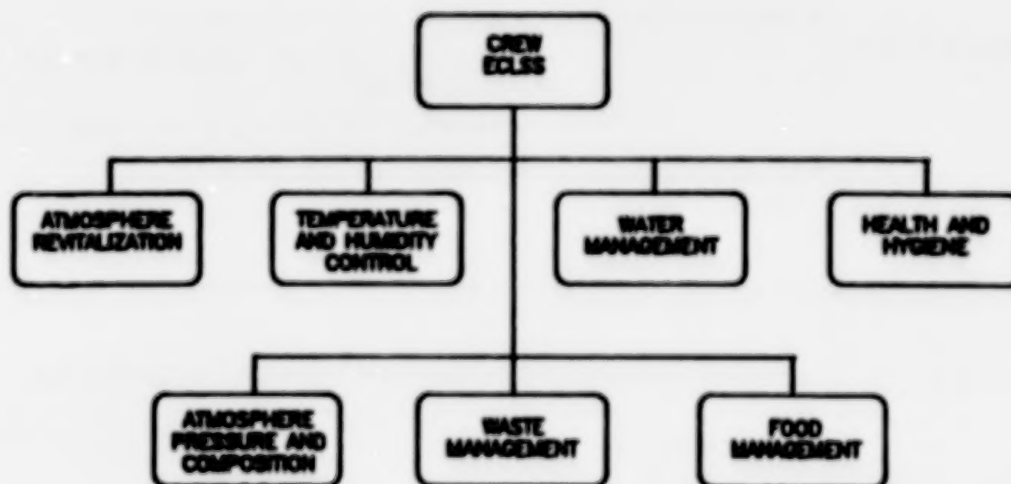 CREW
ECLSS
ATMOSPHERE
REVITALIZATION
TEMPERATURE
AND HUMIDITY
CONTROL
WATER
MANAGEMENT
HEALTH AND
HYGIENE
ATMOSPHERE
PRESSURE AND
COMPOSITION
WASTE
MANAGEMENT
FOOD
MANAGEMENT